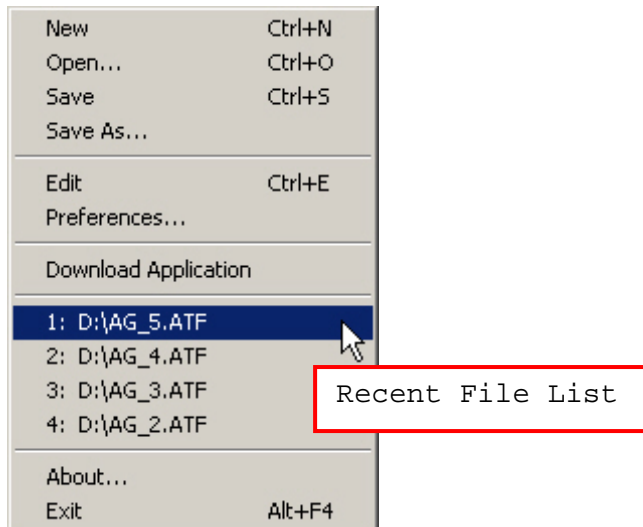 New Ctrl+N
Open... Ctrl+O
Save Ctrl+S
Save As...
Edit Ctrl+E
Preferences...
Download Application
1: D:\AG_5.ATF
2: D:\AG_4.ATF
3: D:\AG_3.ATF
Recent File List
4: D:\AG_2.ATF
About...
Exit Alt+F4